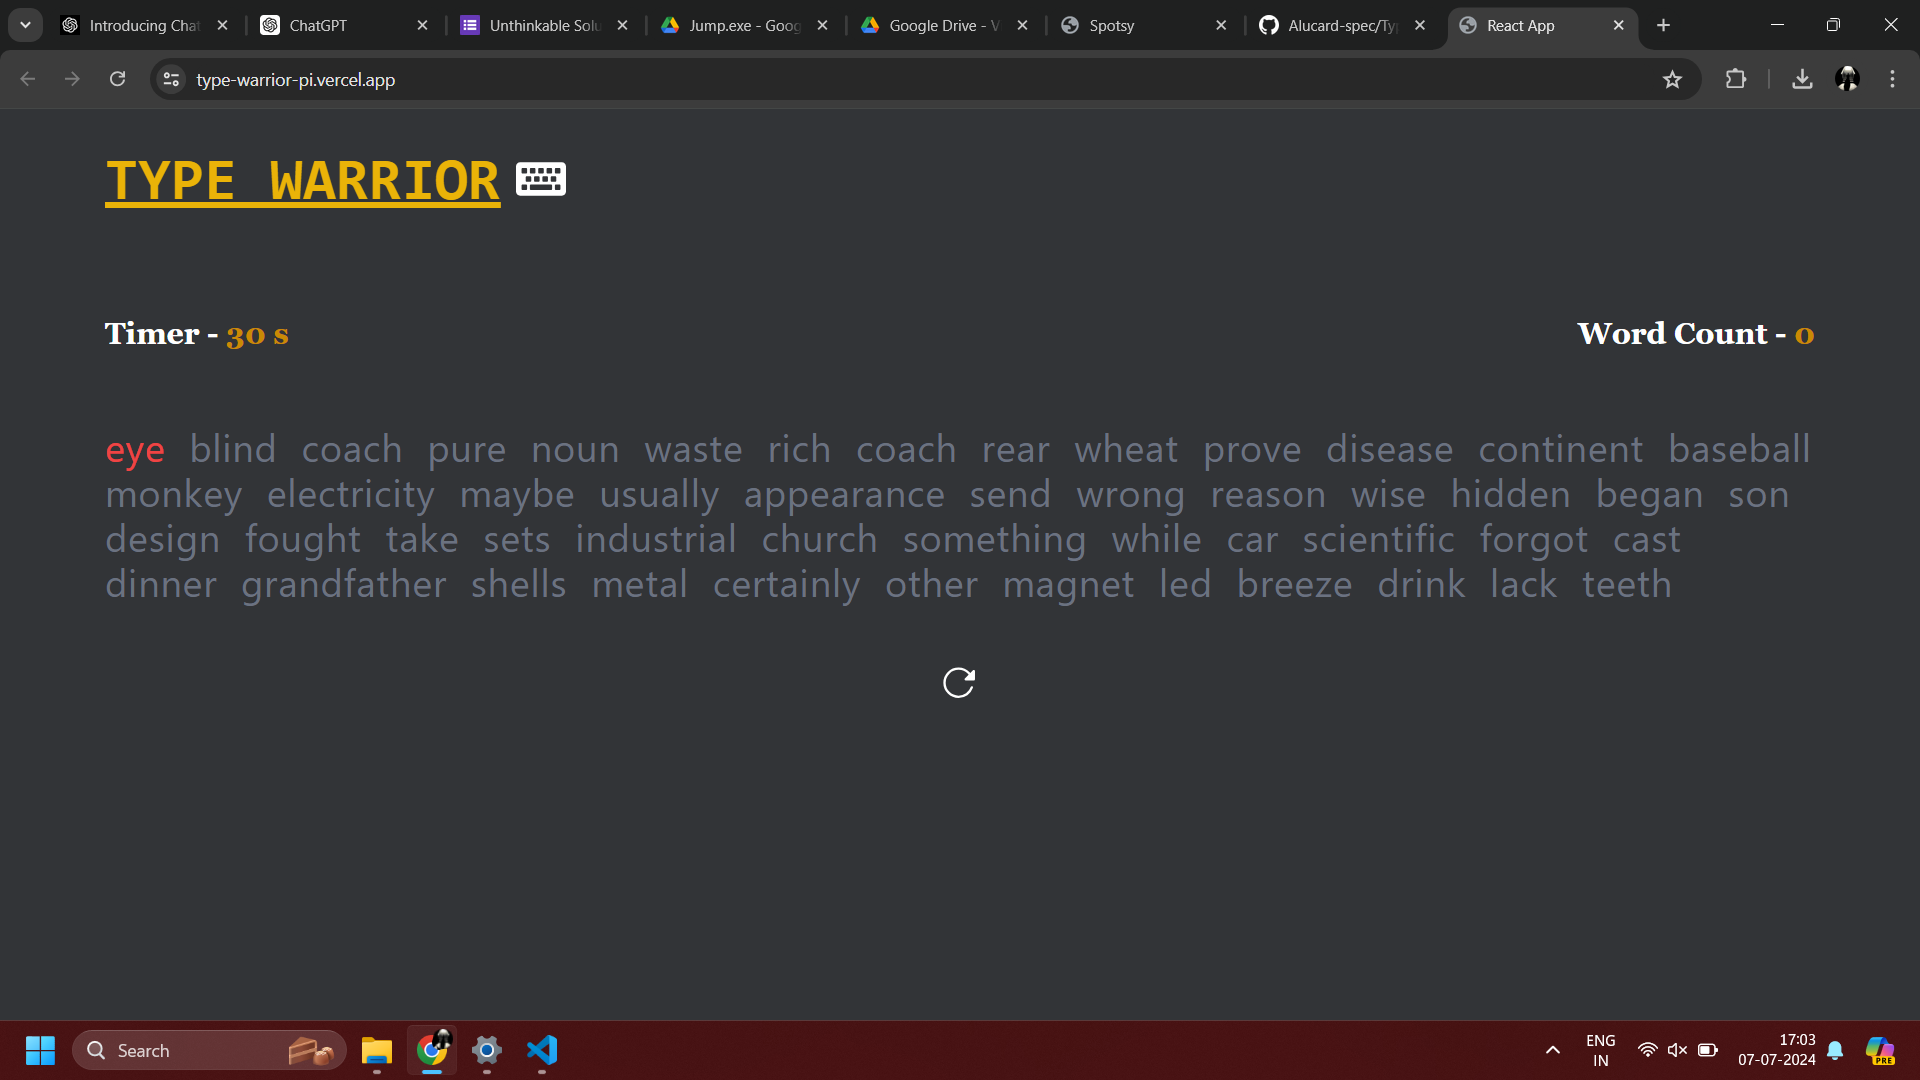 Introducing Chat
ChatGPT
Unthinkable Solu
Jump.exe - Goog
Google Drive - V
Spotsy
Alucard-spec/Typ
React App
type-warrior-pi.vercel.app
TYPE WARRIOR
Timer - 30 s
Word Count - 0
eye blind coach pure noun waste rich coach rear wheat prove disease continent baseball
monkey electricity maybe usually appearance send wrong reason wise hidden began son
design fought take sets industrial church something while car scientific forgot cast
dinner grandfather shells metal certainly other magnet led breeze drink lack teeth
Search
ENG
IN
17:03
07-07-2024
PRE